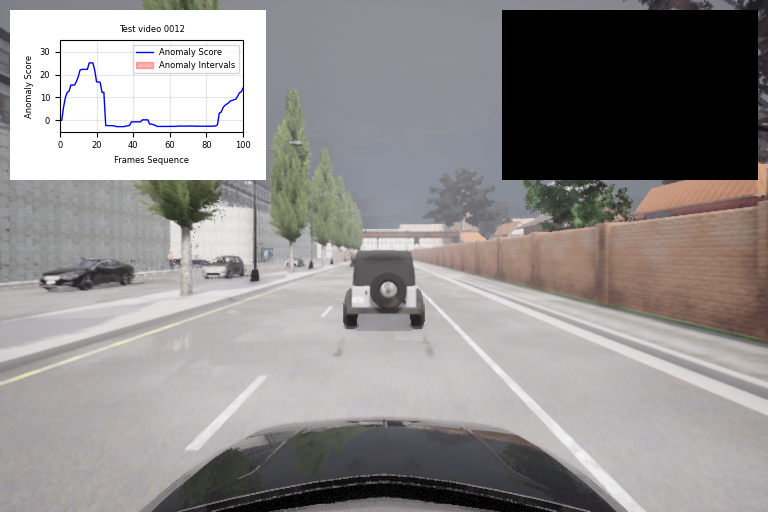 Test video 0012
Anomaly Score
30
20
10
0
Anomaly Score
Anomaly Intervals
0 20 40 60 80 100
Frames Sequence